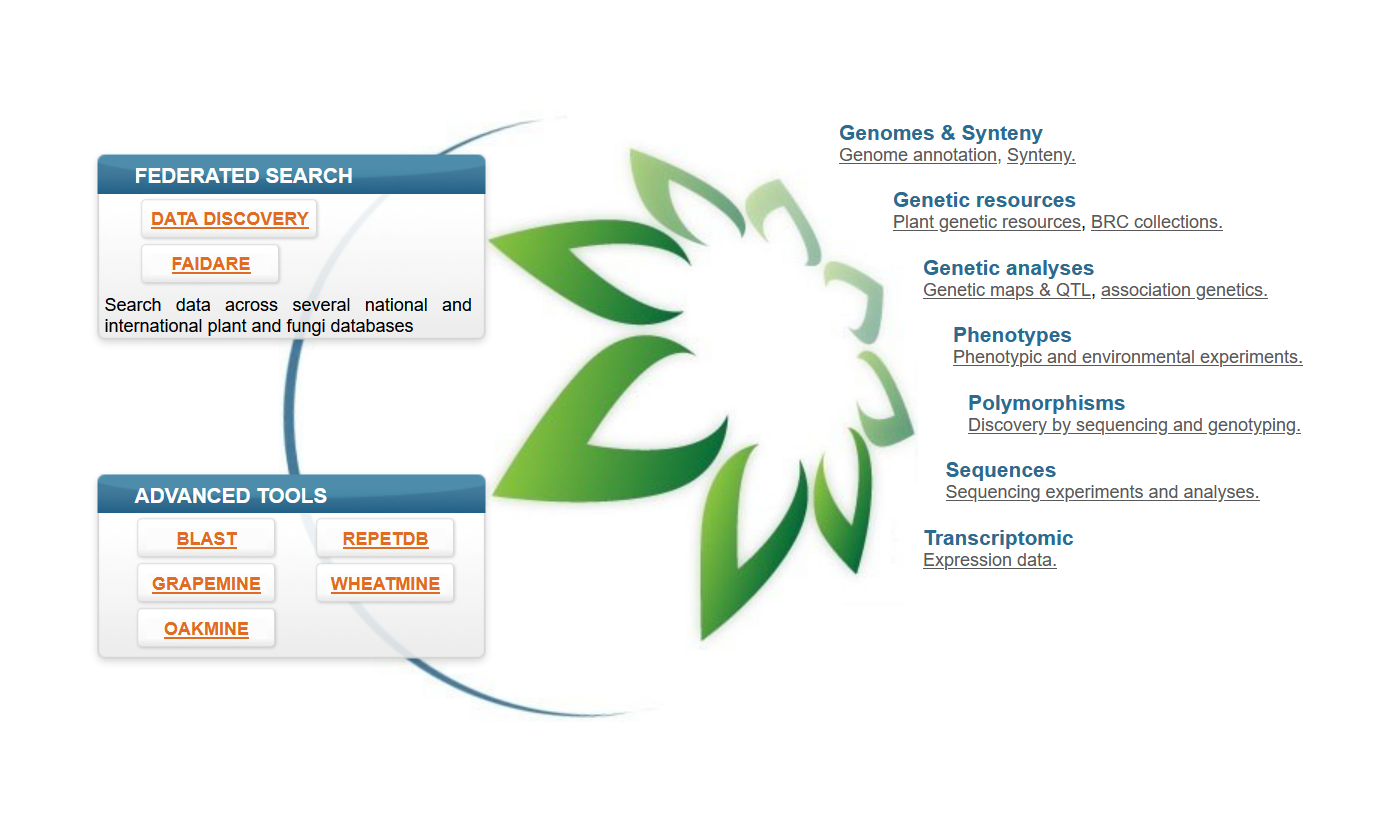 FEDERATED SEARCH
DATA DISCOVERY
FAIDARE
Search data across several national and
international plant and fungi databases
ADVANCED TOOLS
BLAST REPETDB
GRAPEMINE WHEATMINE
OAKMINE
Genomes & Synteny
Genome annotation, Synteny.
Genetic resources
Plant genetic resources, BRC collections.
Genetic analyses
Genetic maps & QTL, association genetics.
Phenotypes
Phenotypic and environmental experiments.
Polymorphisms
Discovery by sequencing and genotyping.
Sequences
Sequencing experiments and analyses.
Transcriptomic
Expression data.